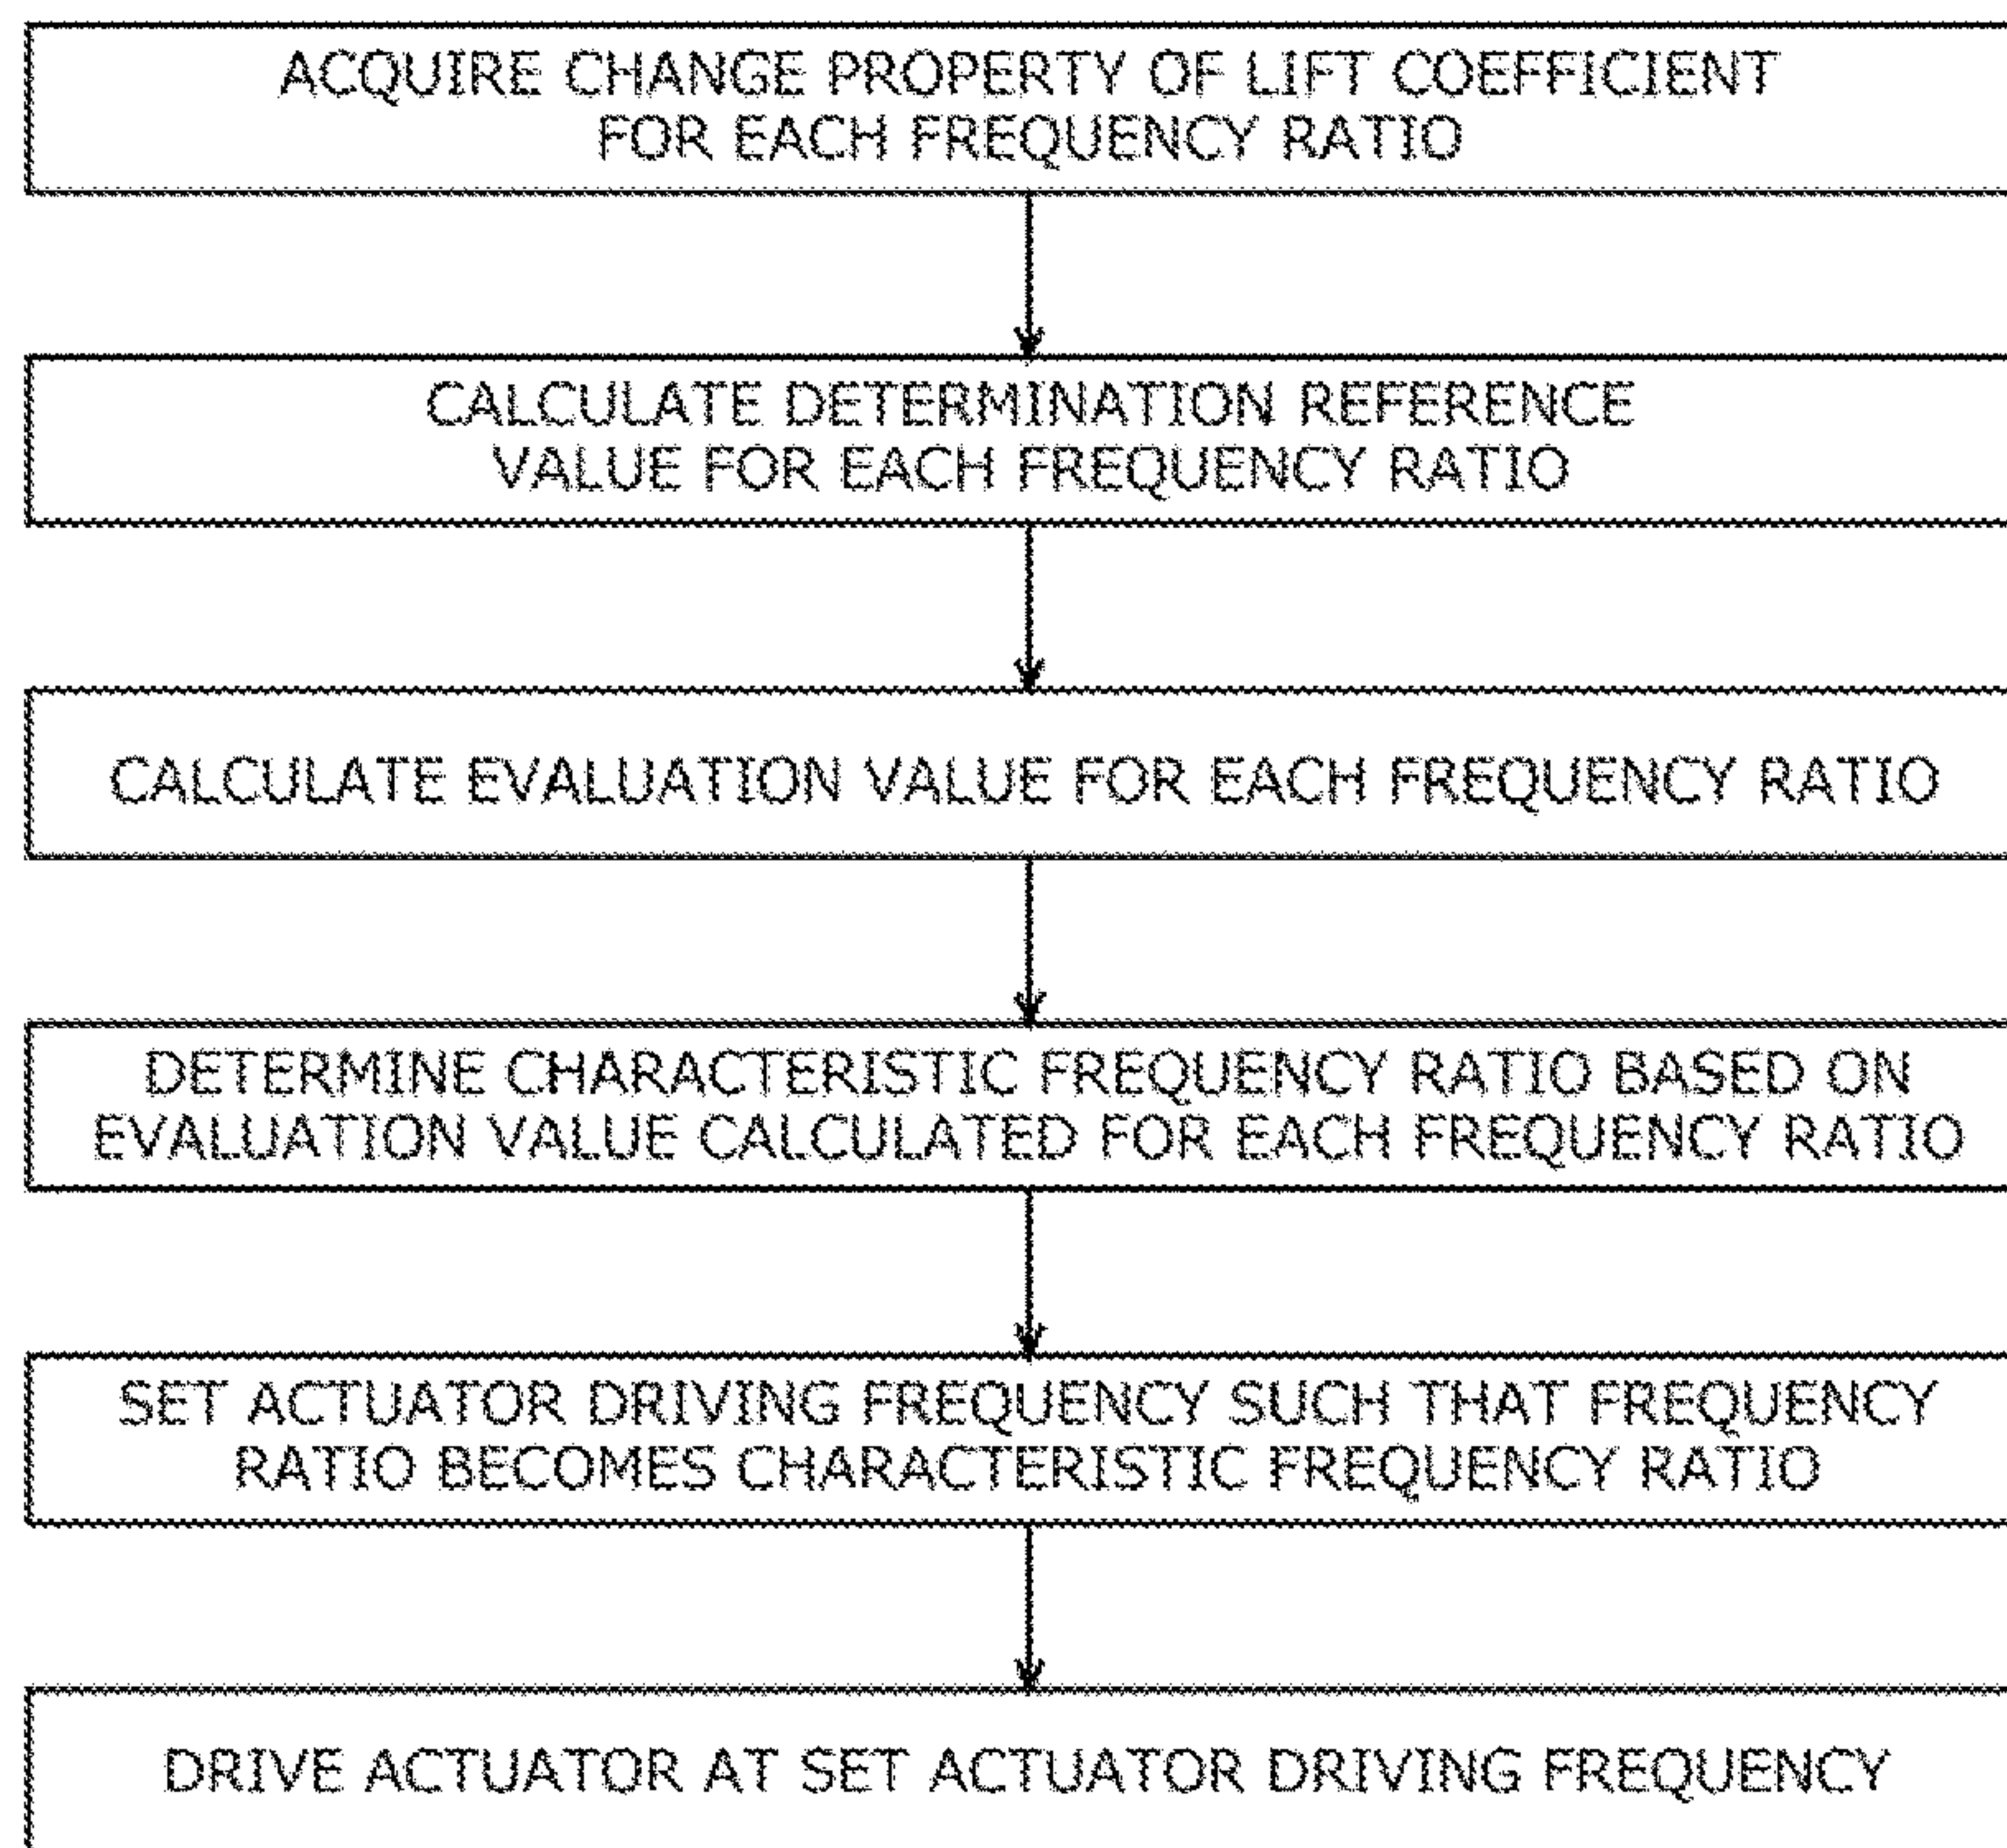 ACQUIRE CHANGE PROPERTY OF LIFT COEFFICIENT
FOR EACH FREQUENCY RATIO
CALCULATE DETERMINATION REFERENCE
VALUE FOR EACH FREQUENCY RATIO
CALCULATE EVALUATION VALUE FOR EACH FREQUENCY RATIO
DETERMINE CHARACTERISTIC FREQUENCY RATIO BASED ON
EVALUATION VALUE CALCULATED FOR EACH FREQUENCY RATIO
SET ACTUATOR DRIVING FREQUENCY SUCH THAT FREQUENCY
RATIO BECOMES CHARACTERISTIC FREQUENCY RATIO
DRIVE ACTUATOR AT SET ACTUATOR DRIVING FREQUENCY